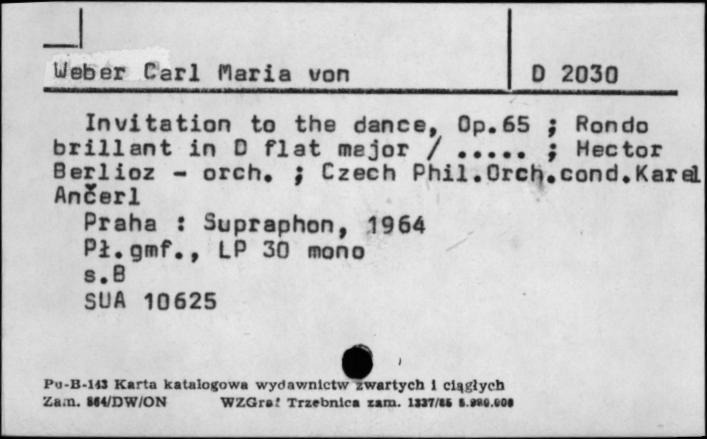 Weber Carl Maria von
D 2030
Invitation to the dance, Op.65 ; Rondo
brillant in D flat major / ..... ; Hector
Berlioz - orch. ; Czech Phil.Orch.cond.Karel
Ančerl
Praha : Supraphon, 1964
Pł.gmf., LP 30 mono
s.B
SUA 10625
Pu-B-143 Karta katalogowa wydawnictw zwartych i ciągłych
Zam. 864/DW/ON WZGraf Trzebnica zam. 1337/86